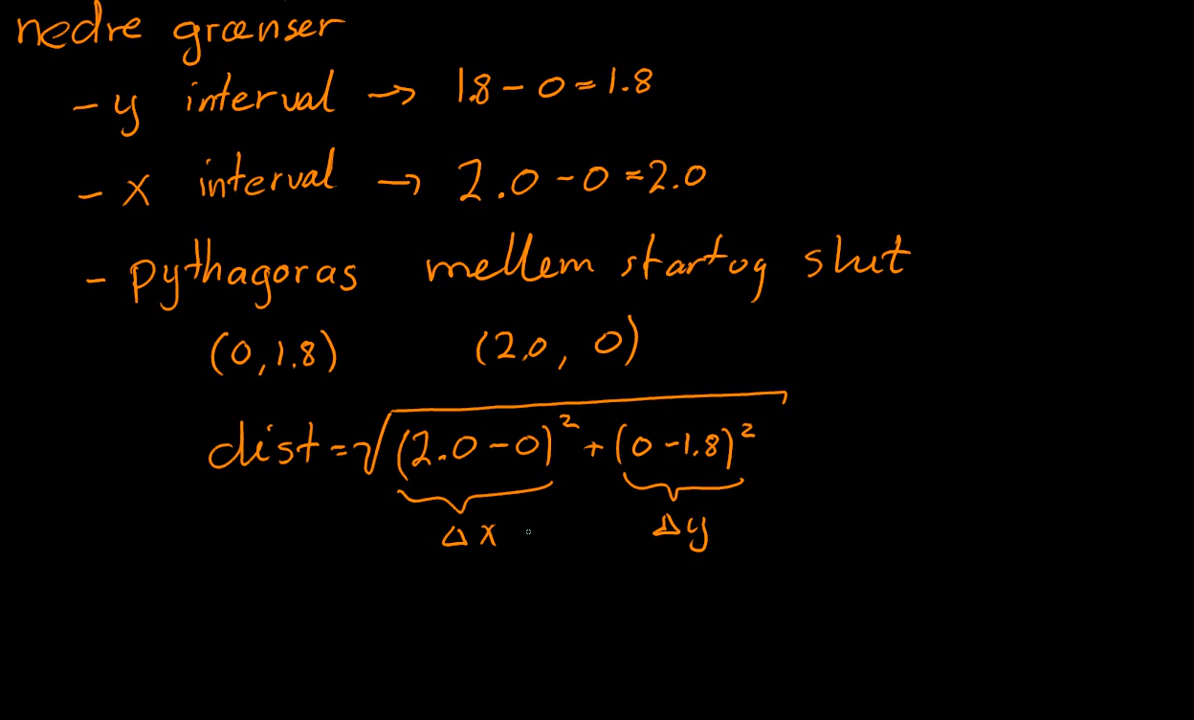 nedre grænser
- y interval → 1.8 - 0 = 1.8
- x interval → 2.0 - 0 = 2.0
- pythagoras mellem start og slut
(0, 1.8) (2.0, 0)
dist = √((2.0 - 0)² + (0 - 1.8)²)
Δx Δy